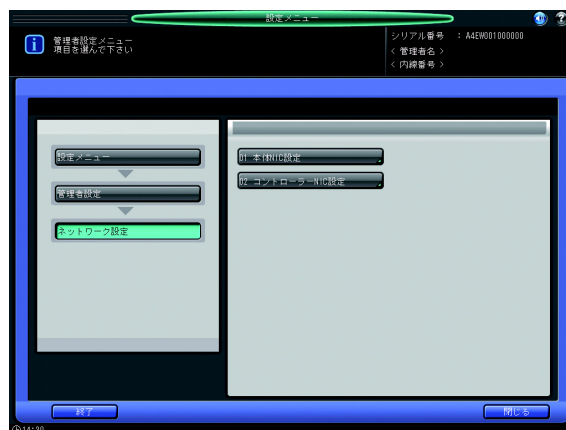 設定メニュー
管理者設定メニュー
項目を選んで下さい
シリアル番号 : A4EW001000000
< 管理者名 >
< 内線番号 >
設定メニュー
管理者設定
ネットワーク設定
01 本体NIC設定
02 コントローラーNIC設定
終了
閉じる
14:30